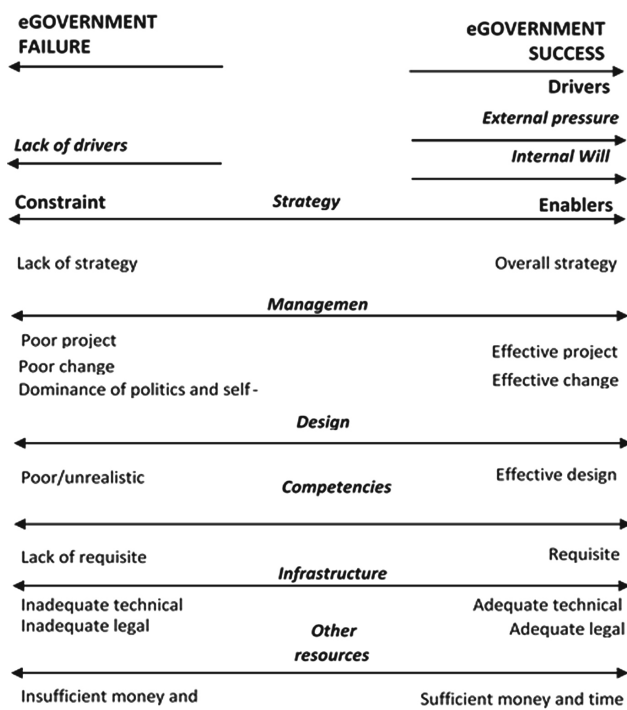 eGOVERNMENT
FAILURE
eGOVERNMENT
SUCCESS
Drivers
External pressure
Lack of drivers
Internal Will
Constraint
Strategy
Enablers
Lack of strategy
Overall strategy
Managemen
Poor project
Effective project
Poor change
Effective change
Dominance of politics and self-
Design
Poor/unrealistic
Effective design
Competencies
Lack of requisite
Requisite
Infrastructure
Inadequate technical
Adequate technical
Inadequate legal
Adequate legal
Other
resources
Insufficient money and
Sufficient money and time